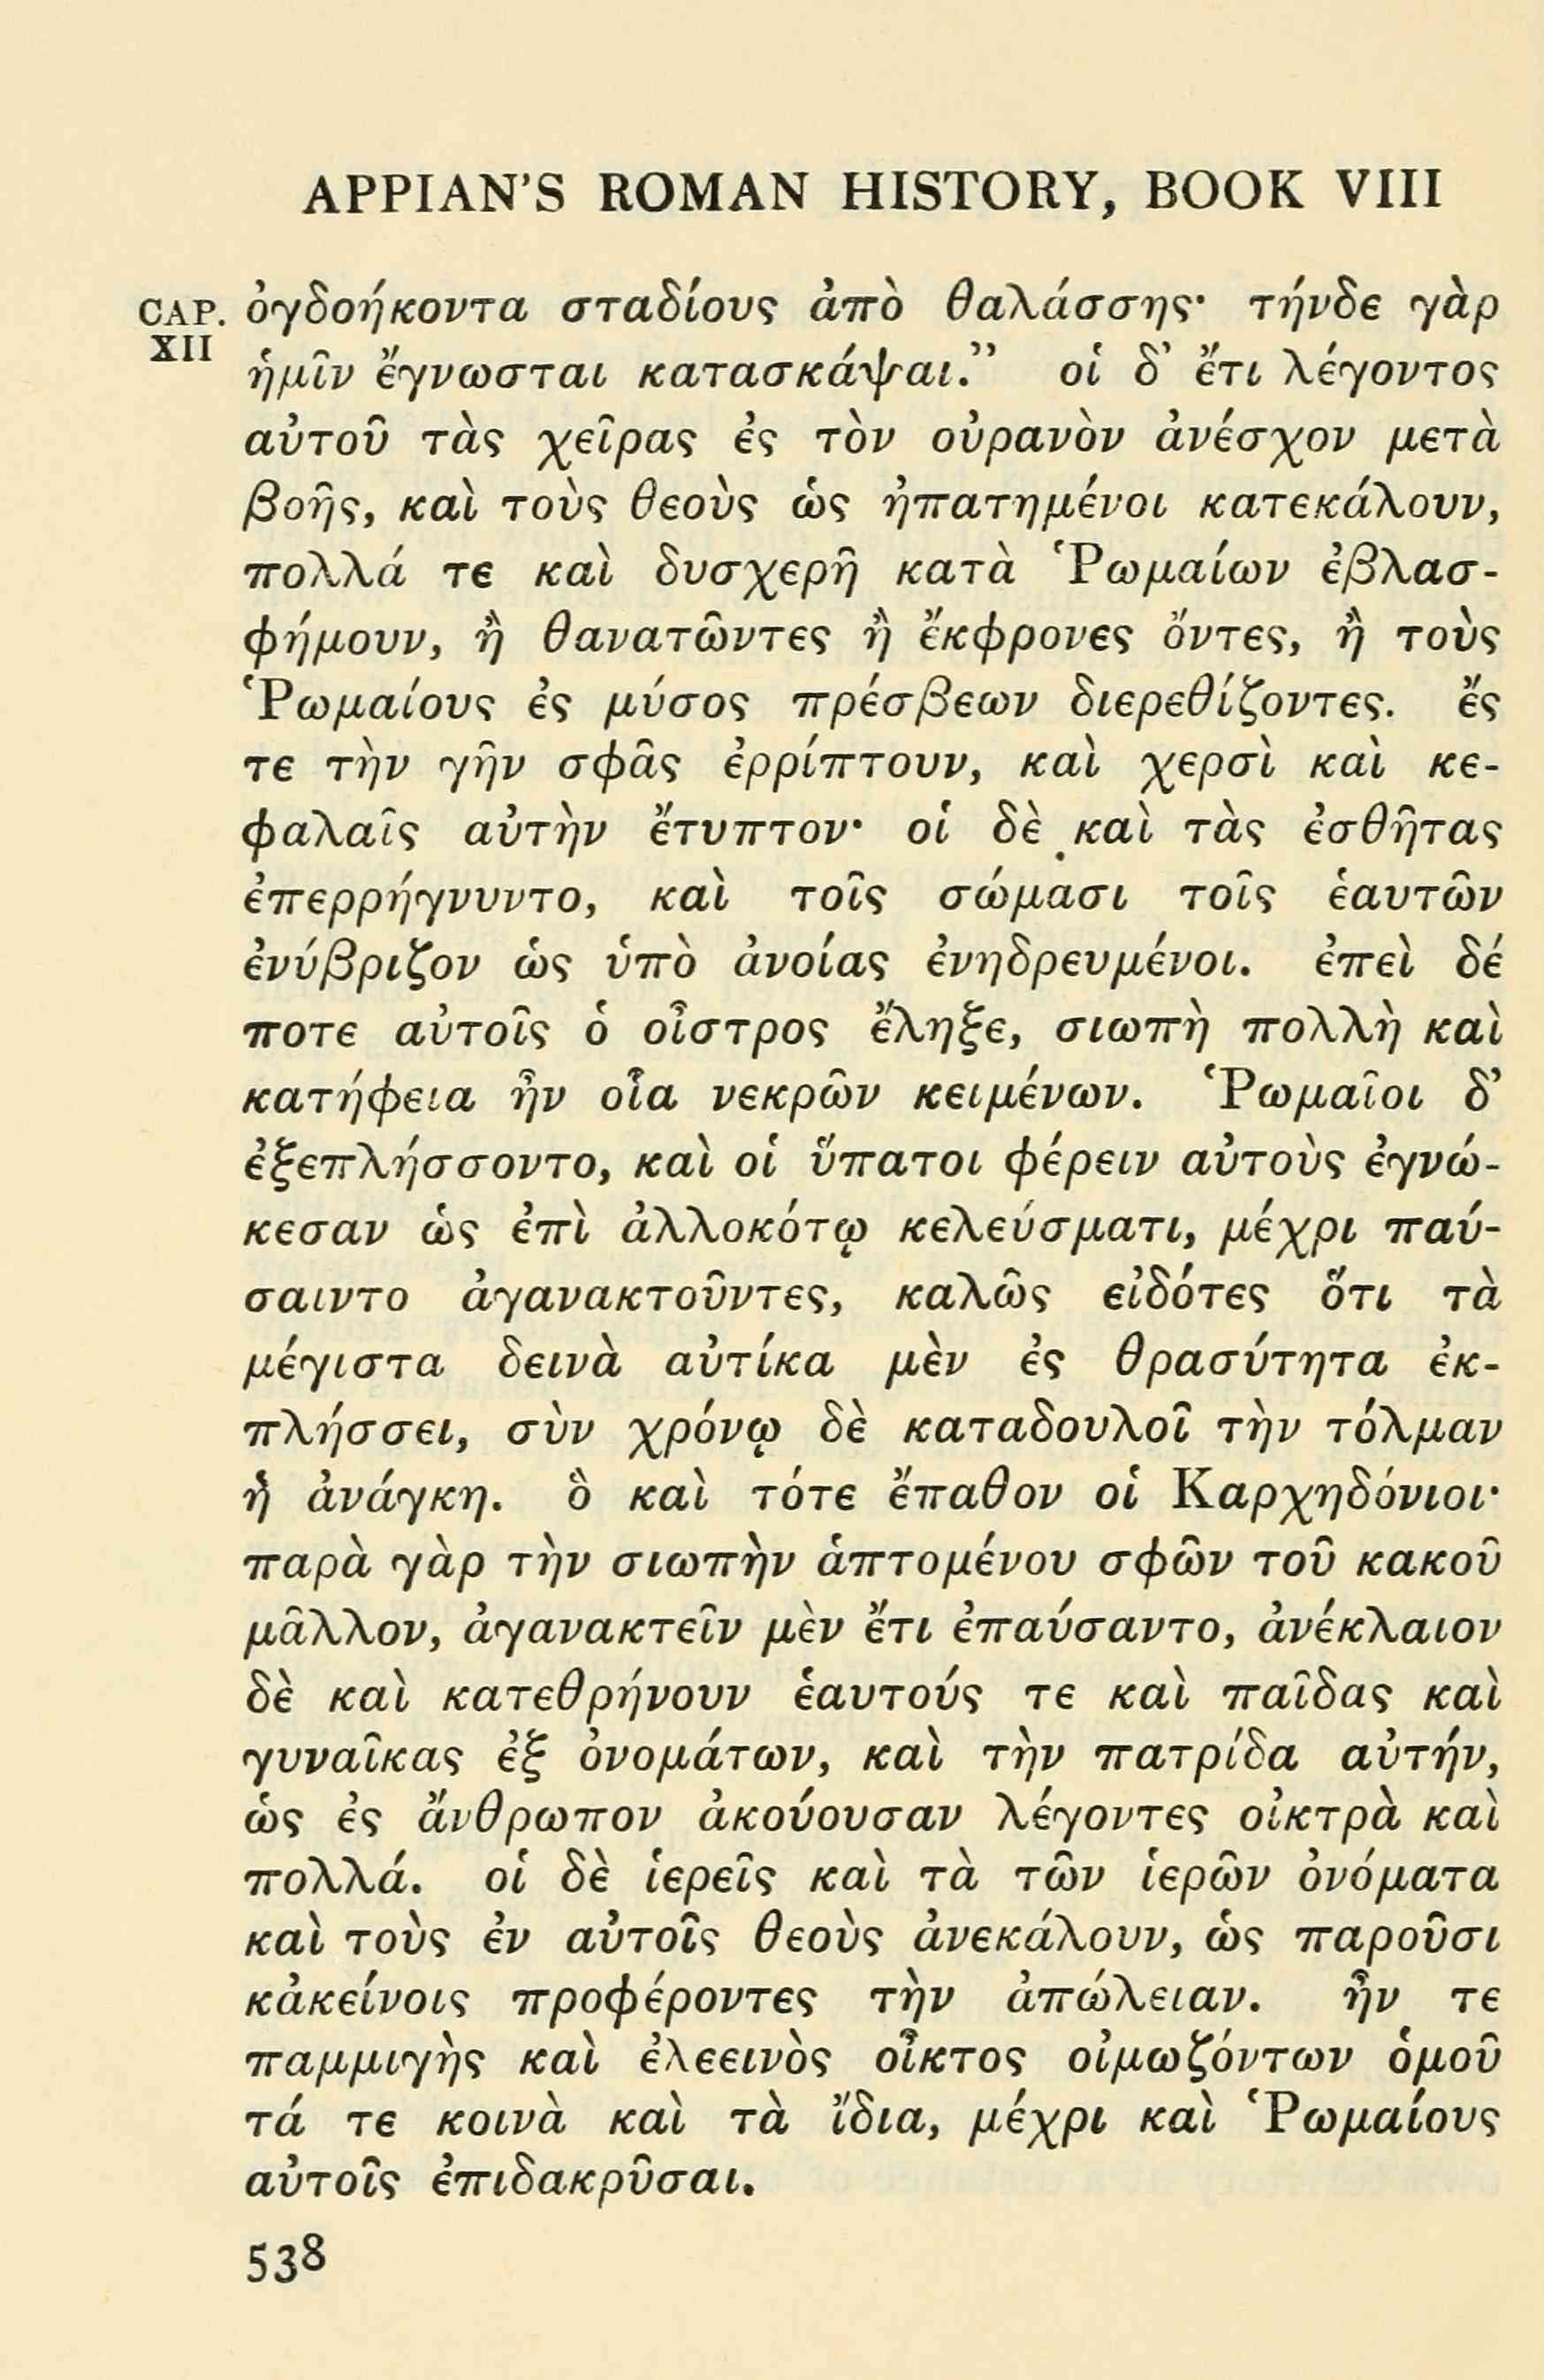 APPIAN'S ROMAN HISTORY, BOOK VIII
CAP. XII
ὀγδοήκοντα σταδίους ἀπὸ θαλάσσης· τήνδε γὰρ
ἡμῖν ἔγνωσται κατασκάψαι.” οἱ δ’ ἔτι λέγοντος
αὐτοῦ τὰς χεῖρας ἐς τὸν οὐρανὸν ἀνέσχον μετὰ
βοῆς, καὶ τοὺς θεοὺς ὡς ἠπατημένοι κατεκάλουν,
πολλά τε καὶ δυσχερῆ κατὰ Ῥωμαίων ἐβλασ-
φήμουν, ἢ θανατῶντες ἢ ἔκφρονες ὄντες, ἢ τοὺς
Ῥωμαίους ἐς μύσος πρέσβεων διερεθίζοντες. ἔς
τε τὴν γῆν σφᾶς ἐρρίπτουν, καὶ χερσὶ καὶ κε-
φαλαῖς αὐτὴν ἔτυπτον· οἱ δὲ καὶ τὰς ἐσθῆτας
ἐπερρήγνυντο, καὶ τοῖς σώμασι τοῖς ἑαυτῶν
ἐνύβριζον ὡς ὑπὸ ἀνοίας ἐνηδρευμένοι. ἐπεὶ δέ
ποτε αὐτοῖς ὁ οἶστρος ἔληξε, σιωπὴ πολλὴ καὶ
κατήφεια ἦν οἷα νεκρῶν κειμένων. Ῥωμαῖοι δ’
ἐξεπλήσσοντο, καὶ οἱ ὕπατοι φέρειν αὐτοὺς ἐγνώ-
κεσαν ὡς ἐπὶ ἀλλοκότῳ κελεύσματι, μέχρι παύ-
σαιντο ἀγανακτοῦντες, καλῶς εἰδότες ὅτι τὰ
μέγιστα δεινὰ αὐτίκα μὲν ἐς θρασύτητα ἐκ-
πλήσσει, σὺν χρόνῳ δὲ καταδουλοῖ τὴν τόλμαν
ἡ ἀνάγκη. ὃ καὶ τότε ἔπαθον οἱ Καρχηδόνιοι·
παρὰ γὰρ τὴν σιωπὴν ἁπτομένου σφῶν τοῦ κακοῦ
μᾶλλον, ἀγανακτεῖν μὲν ἔτι ἐπαύσαντο, ἀνέκλαιον
δὲ καὶ κατεθρήνουν ἑαυτούς τε καὶ παῖδας καὶ
γυναῖκας ἐξ ὀνομάτων, καὶ τὴν πατρίδα αὐτήν,
ὡς ἐς ἄνθρωπον ἀκούουσαν λέγοντες οἰκτρὰ καὶ
πολλά. οἱ δὲ ἱερεῖς καὶ τὰ τῶν ἱερῶν ὀνόματα
καὶ τοὺς ἐν αὐτοῖς θεοὺς ἀνεκάλουν, ὡς παροῦσι
κἀκείνοις προφέροντες τὴν ἀπώλειαν. ἦν τε
παμμιγὴς καὶ ἐλεεινὸς οἶκτος οἰμωζόντων ὁμοῦ
τά τε κοινὰ καὶ τὰ ἴδια, μέχρι καὶ Ῥωμαίους
αὐτοῖς ἐπιδακρῦσαι.
538